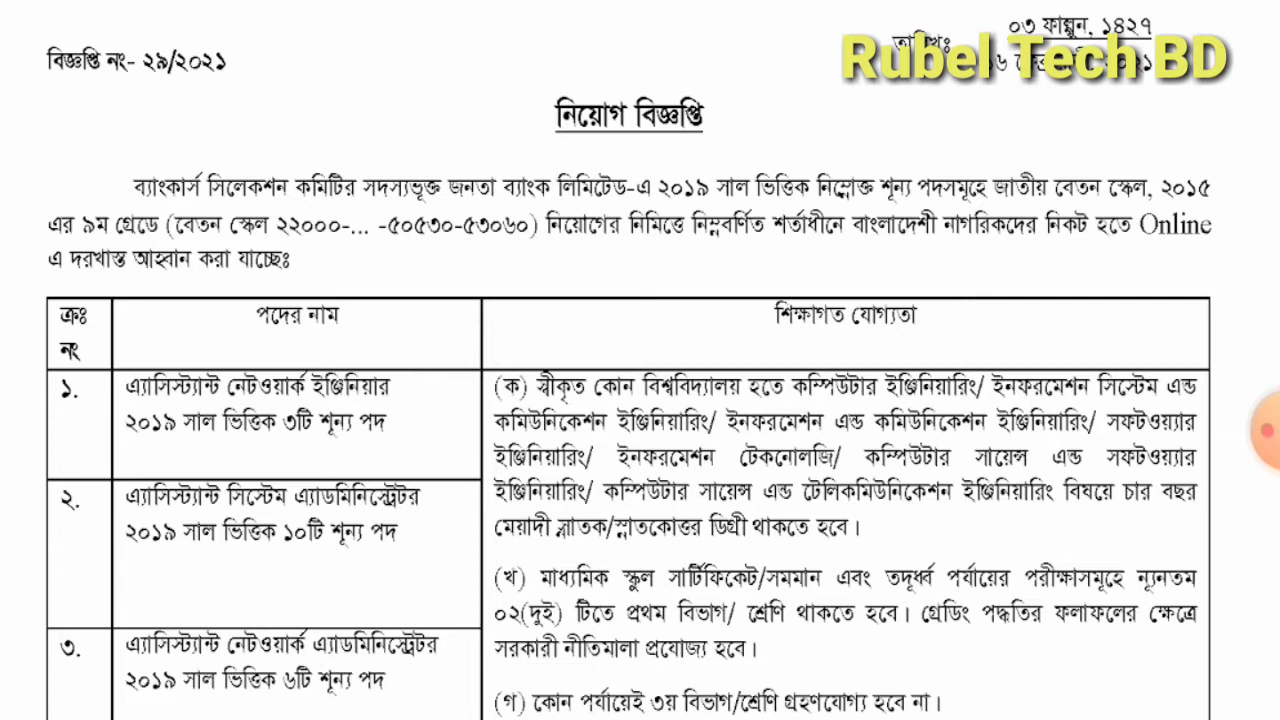 ০৩ ফাল্গুন, ১৪২৭
বিজ্ঞপ্তি নং- ২৯/২০২১
Rubel Tech BD
নিয়োগ বিজ্ঞপ্তি
ব্যাংকার্স সিলেকশন কমিটির সদস্যভূক্ত জনতা ব্যাংক লিমিটেড-এ ২০১৯ সাল ভিত্তিক নিম্নোক্ত শূন্য পদসমূহে জাতীয় বেতন স্কেল, ২০১৫
এর ৯ম গ্রেডে (বেতন স্কেল ২২০০০-... -৫০৫৩০-৫৩০৬০) নিয়োগের নিমিত্তে নিম্নবর্ণিত শর্তাধীনে বাংলাদেশী নাগরিকদের নিকট হতে Online
এ দরখাস্ত আহ্বান করা যাচ্ছেঃ
ক্রঃ
নং
পদের নাম
শিক্ষাগত যোগ্যতা
১.
এ্যাসিস্ট্যান্ট নেটওয়ার্ক ইঞ্জিনিয়ার
২০১৯ সাল ভিত্তিক ৩টি শূন্য পদ
২.
এ্যাসিস্ট্যান্ট সিস্টেম এ্যাডমিনিস্ট্রেটর
২০১৯ সাল ভিত্তিক ১০টি শূন্য পদ
৩.
এ্যাসিস্ট্যান্ট নেটওয়ার্ক এ্যাডমিনিস্ট্রেটর
২০১৯ সাল ভিত্তিক ৬টি শূন্য পদ
(ক) স্বীকৃত কোন বিশ্ববিদ্যালয় হতে কম্পিউটার ইঞ্জিনিয়ারিং/ ইনফরমেশন সিস্টেম এন্ড
কমিউনিকেশন ইঞ্জিনিয়ারিং/ ইনফরমেশন এন্ড কমিউনিকেশন ইঞ্জিনিয়ারিং/ সফটওয়্যার
ইঞ্জিনিয়ারিং/ ইনফরমেশন টেকনোলজি/ কম্পিউটার সায়েন্স এন্ড সফটওয়্যার
ইঞ্জিনিয়ারিং/ কম্পিউটার সায়েন্স এন্ড টেলিকমিউনিকেশন ইঞ্জিনিয়ারিং বিষয়ে চার বছর
মেয়াদী স্নাতক/স্নাতকোত্তর ডিগ্রী থাকতে হবে।
(খ) মাধ্যমিক স্কুল সার্টিফিকেট/সমমান এবং তদূর্ধ্ব পর্যায়ের পরীক্ষাসমূহে ন্যূনতম
০২(দুই) টিতে প্রথম বিভাগ/ শ্রেণি থাকতে হবে। গ্রেডিং পদ্ধতির ফলাফলের ক্ষেত্রে
সরকারী নীতিমালা প্রযোজ্য হবে।
(গ) কোন পর্যায়েই ৩য় বিভাগ/শ্রেণি গ্রহণযোগ্য হবে না।